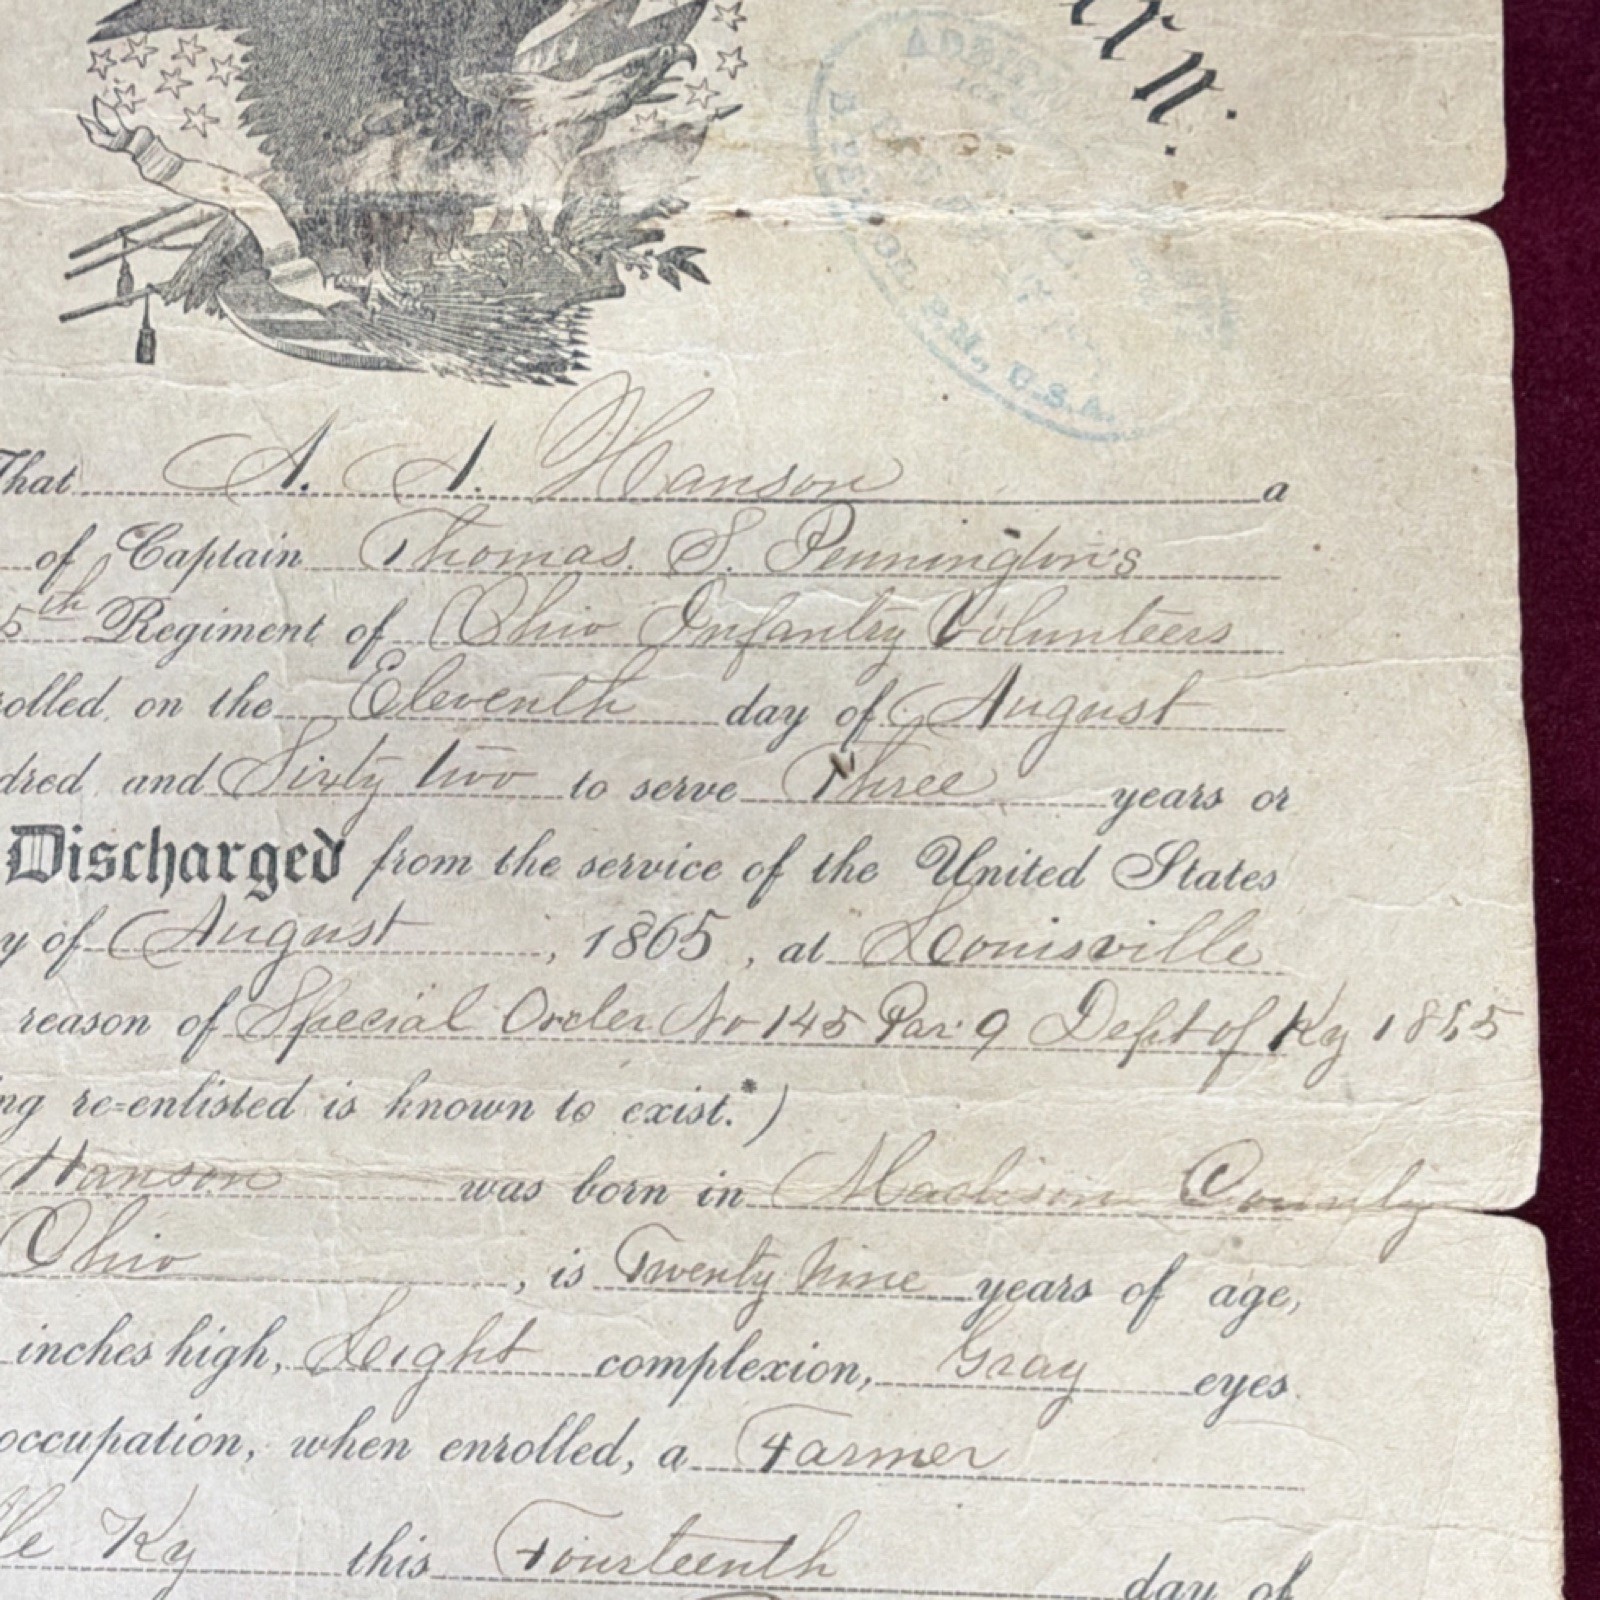 U.S.A.
That A. A. Hanson a
of Captain Thomas. S. Pennington's
5th Regiment of Ohio Infantry Volunteers
olled on the Eleventh day of August
dred and Sixty two to serve Three years or
Discharged from the service of the United States
y of August, 1865, at Louisville
reason of Special Order No 145 Par 9 Dept of Ky 1865
ng re=enlisted is known to exist.*)
Hanson was born in Madison County
Ohio, is Twenty nine years of age,
inches high, Light complexion, Gray eyes.
occupation, when enrolled, a Farmer
lle Ky this Fourteenth day of